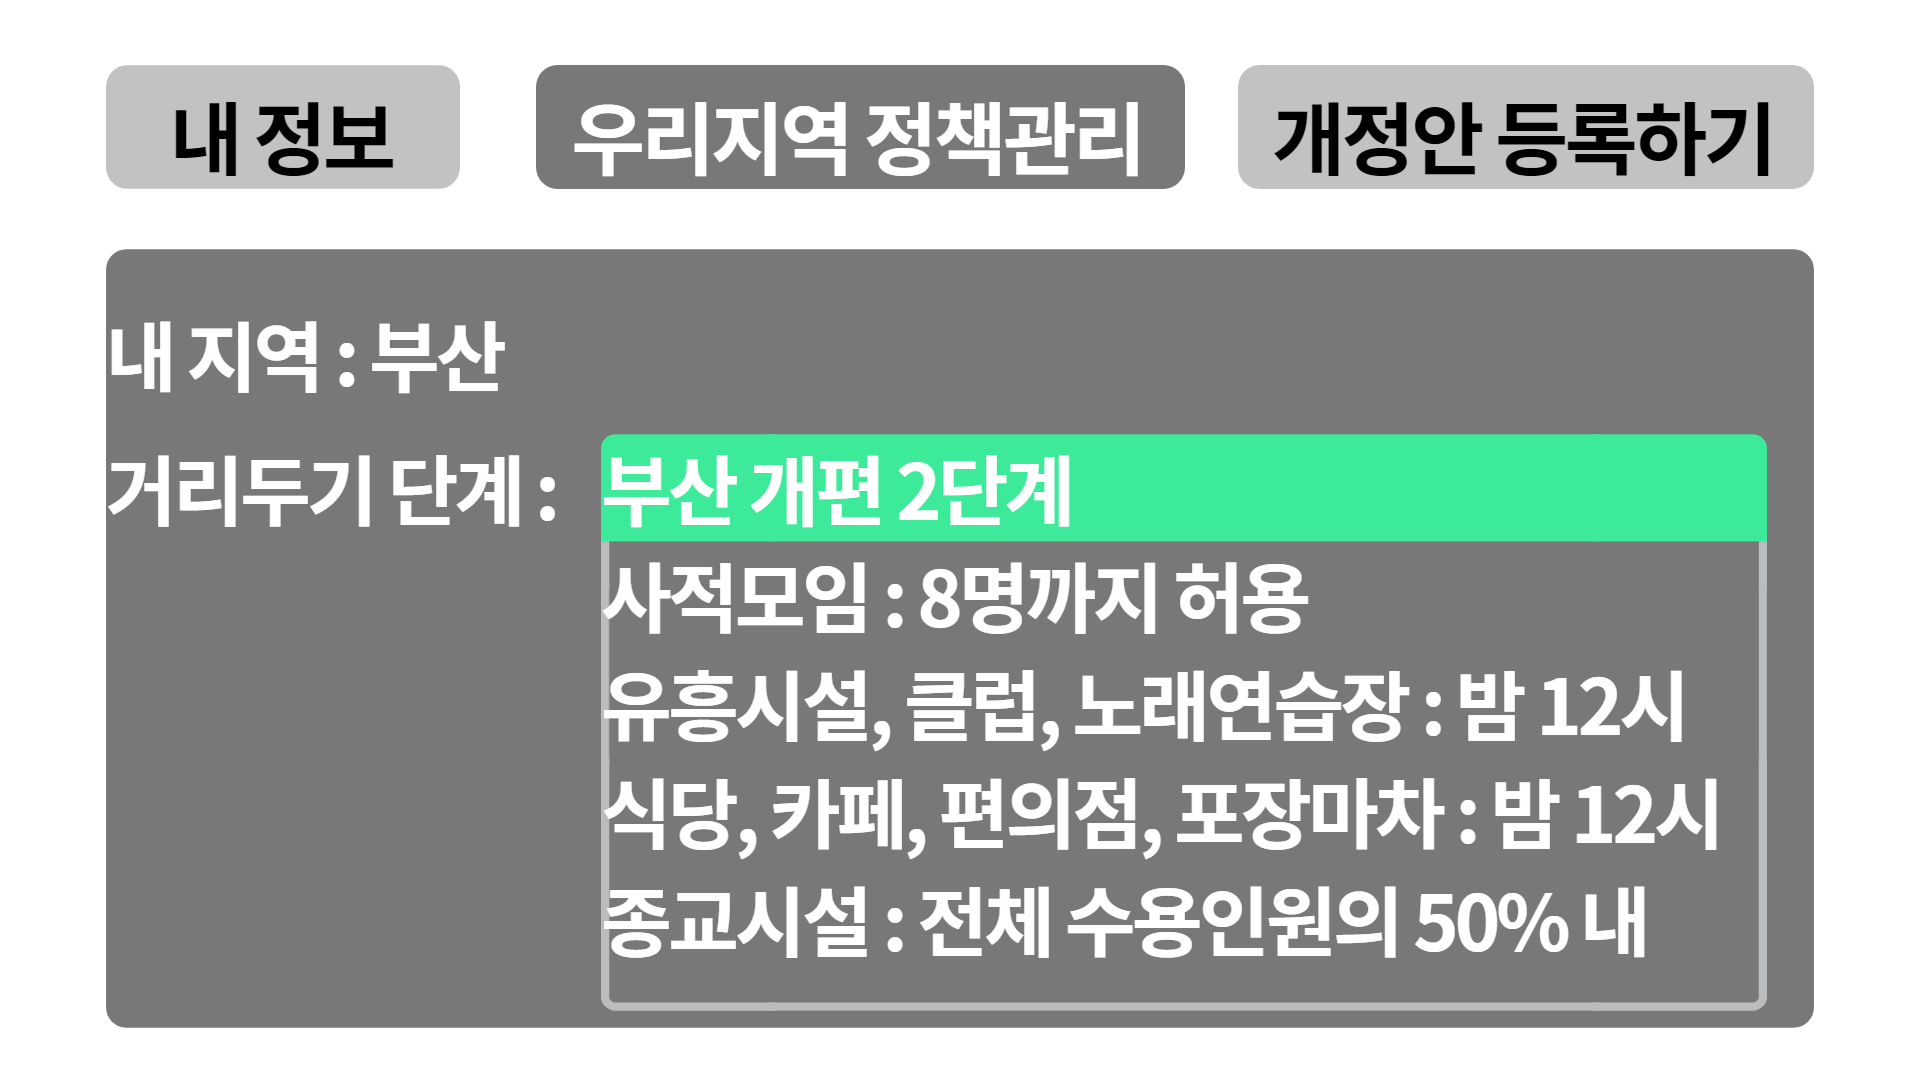 내 정보
우리지역 정책관리
개정안 등록하기
내 지역 : 부산
거리두기 단계 : 부산 개편 2단계
사적모임 : 8명까지 허용
유흥시설, 클럽, 노래연습장 : 밤 12시
식당, 카페, 편의점, 포장마차 : 밤 12시
종교시설 : 전체 수용인원의 50% 내